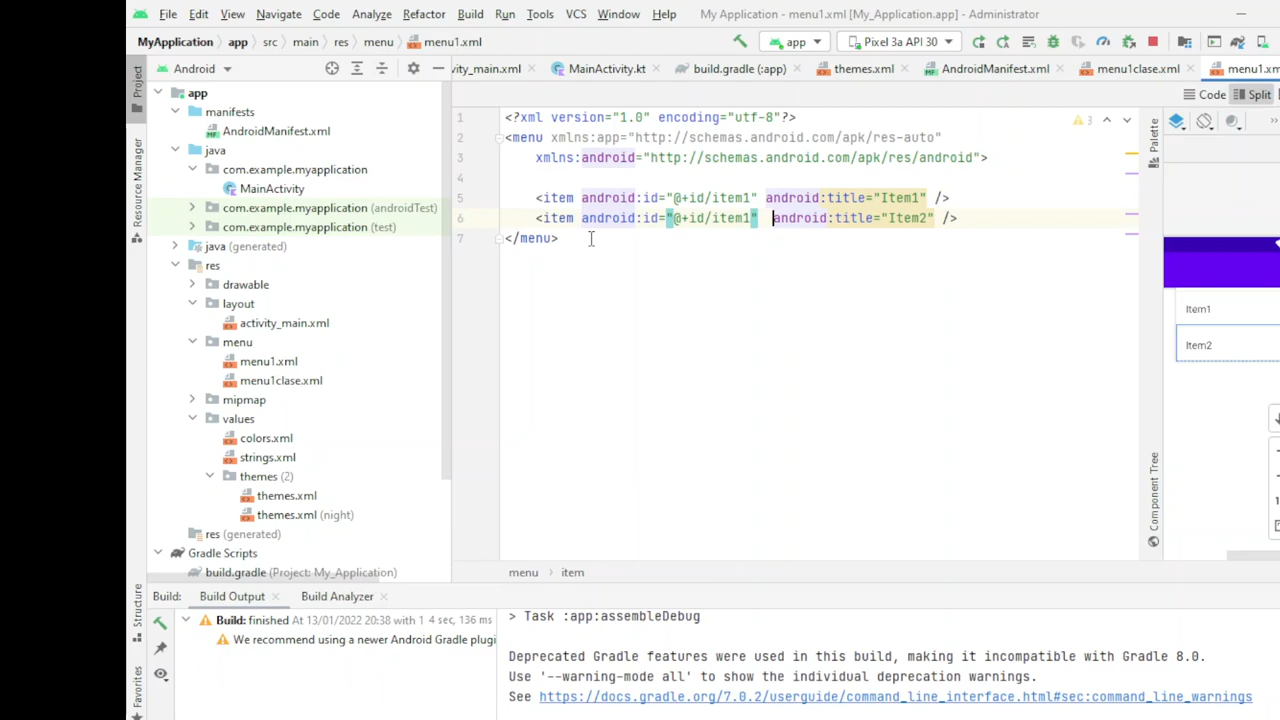 File Edit View Navigate Code Analyze Refactor Build Run Tools VCS Window Help My Application - menu1.xml [My_Application.app] - Administrator
MyApplication app src main res menu menu1.xml app Pixel 3a API 30
Project
Android
vity_main.xml MainActivity.kt build.gradle (:app) themes.xml AndroidManifest.xml menu1clase.xml menu1.xm
Code Split
app
manifests
AndroidManifest.xml
java
com.example.myapplication
MainActivity
com.example.myapplication (androidTest)
com.example.myapplication (test)
java (generated)
res
drawable
layout
activity_main.xml
menu
menu1.xml
menu1clase.xml
mipmap
values
colors.xml
strings.xml
themes (2)
themes.xml
themes.xml (night)
res (generated)
Gradle Scripts
build.gradle (Project: My_Application)
Resource Manager
Structure
Favorites
1 <?xml version="1.0" encoding="utf-8"?>
2 <menu xmlns:app="http://schemas.android.com/apk/res-auto"
3 xmlns:android="http://schemas.android.com/apk/res/android">
4
5 <item android:id="@+id/item1" android:title="Item1" />
6 <item android:id="@+id/item1" android:title="Item2" />
7 </menu>
3
menu item
Palette
Component Tree
Item1
Item2
Build: Build Output Build Analyzer
Build: finished At 13/01/2022 20:38 with 1 4 sec, 136 ms
We recommend using a newer Android Gradle plugi
> Task :app:assembleDebug
Deprecated Gradle features were used in this build, making it incompatible with Gradle 8.0.
Use '--warning-mode all' to show the individual deprecation warnings.
See https://docs.gradle.org/7.0.2/userguide/command_line_interface.html#sec:command_line_warnings